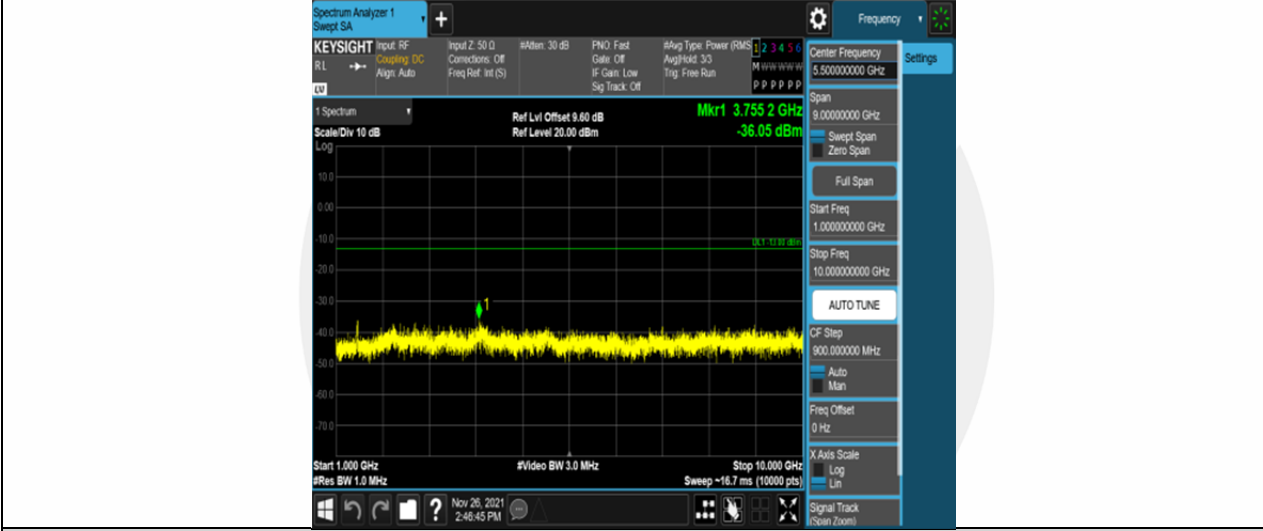 Spectrum Analyzer 1
Swept SA
+
Frequency
KEYSIGHT
Input: RF
Coupling: DC
Align: Auto
RL
LXI
Input Z: 50 Ω
Corrections: Off
Freq Ref: Int (S)
#Atten: 30 dB
PNO: Fast
Gate: Off
IF Gain: Low
Sig Track: Off
#Avg Type: Power (RMS
Avg|Hold: 3/3
Trig: Free Run
1 2 3 4 5 6
M W W W W W
P P P P P P
Center Frequency
5.500000000 GHz
Settings
Span
9.00000000 GHz
Swept Span
Zero Span
Full Span
Start Freq
1.000000000 GHz
Stop Freq
10.000000000 GHz
AUTO TUNE
CF Step
900.000000 MHz
Auto
Man
Freq Offset
0 Hz
X Axis Scale
Log
Lin
Signal Track
(Span Zoom)
1 Spectrum
Scale/Div 10 dB
Log
Ref Lvl Offset 9.60 dB
Ref Level 20.00 dBm
Mkr1 3.755 2 GHz
-36.05 dBm
10.0
0.00
-10.0
DL1 -13.00 dBm
-20.0
-30.0
1
-40.0
-50.0
-60.0
-70.0
Start 1.000 GHz
#Res BW 1.0 MHz
#Video BW 3.0 MHz
Stop 10.000 GHz
Sweep ~16.7 ms (10000 pts)
?
Nov 26, 2021
2:46:45 PM